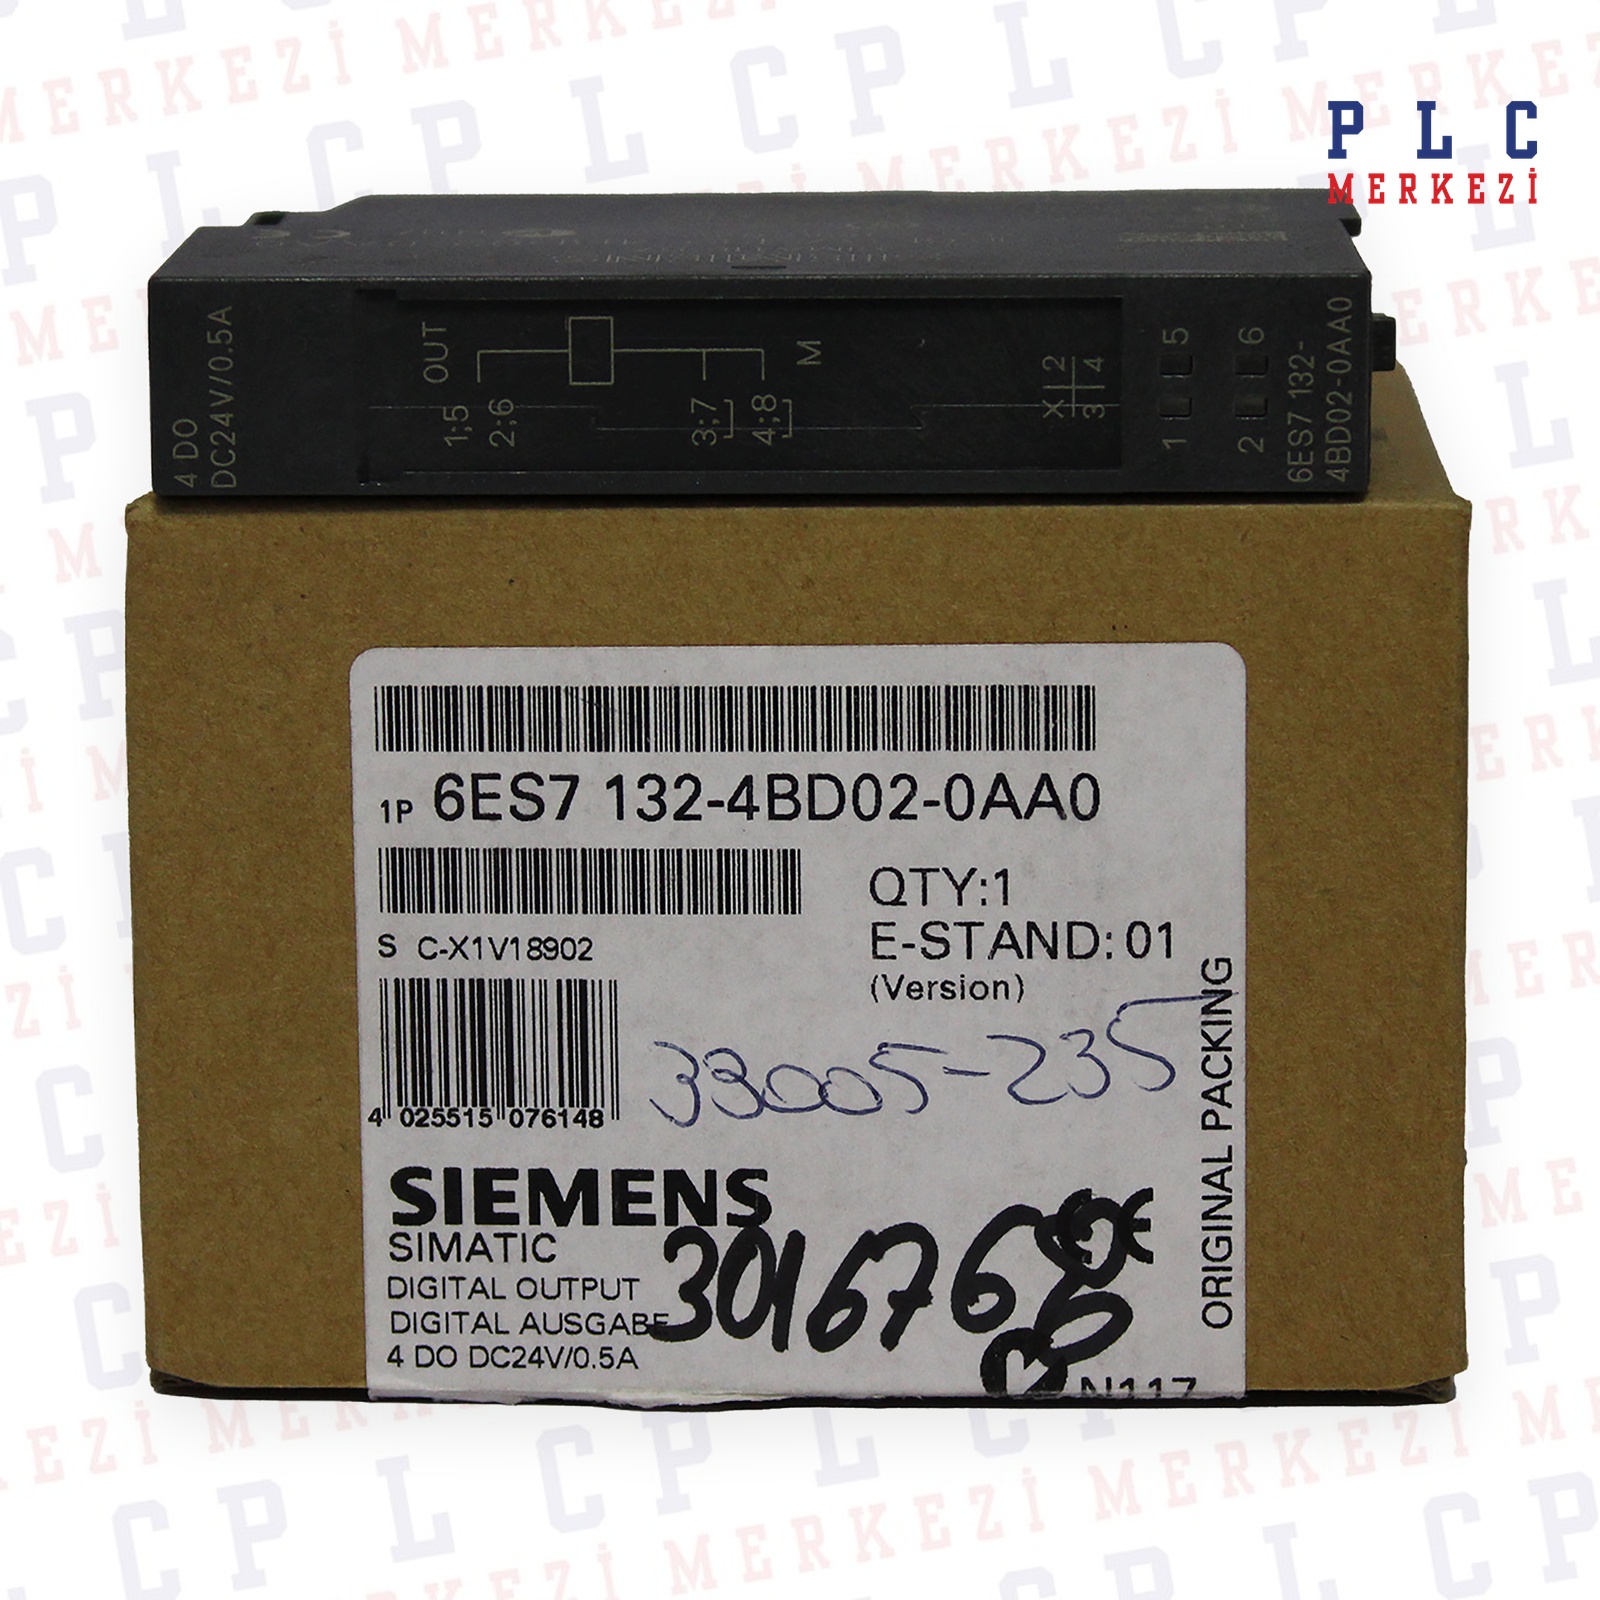 PLC
MERKEZİ
4 DO
DC24V/0.5A
OUT
1;5
2;6
3;7
4;8
M
X 2
3 4
1 5
2 6
6ES7 132-
4BD02-0AA0
1P 6ES7 132-4BD02-0AA0
QTY:1
S C-X1V18902
E-STAND: 01
(Version)
33005-235
4 025515 076148
ORIGINAL PACKING
SIEMENS
SIMATIC
DIGITAL OUTPUT
DIGITAL AUSGABE
4 DO DC24V/0.5A
N117